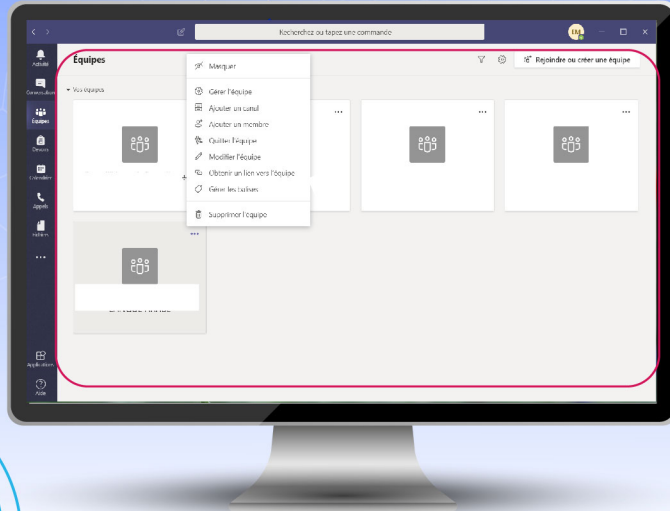 Recherchez ou tapez une commande
EM
Activité
Conversation
Équipes
Devoirs
Calendrier
Appels
Fichiers
Applications
Aide
Équipes
Rejoindre ou créer une équipe
Vos équipes
Masquer
Gérer l'équipe
Ajouter un canal
Ajouter un membre
Quitter l'équipe
Modifier l'équipe
Obtenir un lien vers l'équipe
Gérer les balises
Supprimer l'équipe